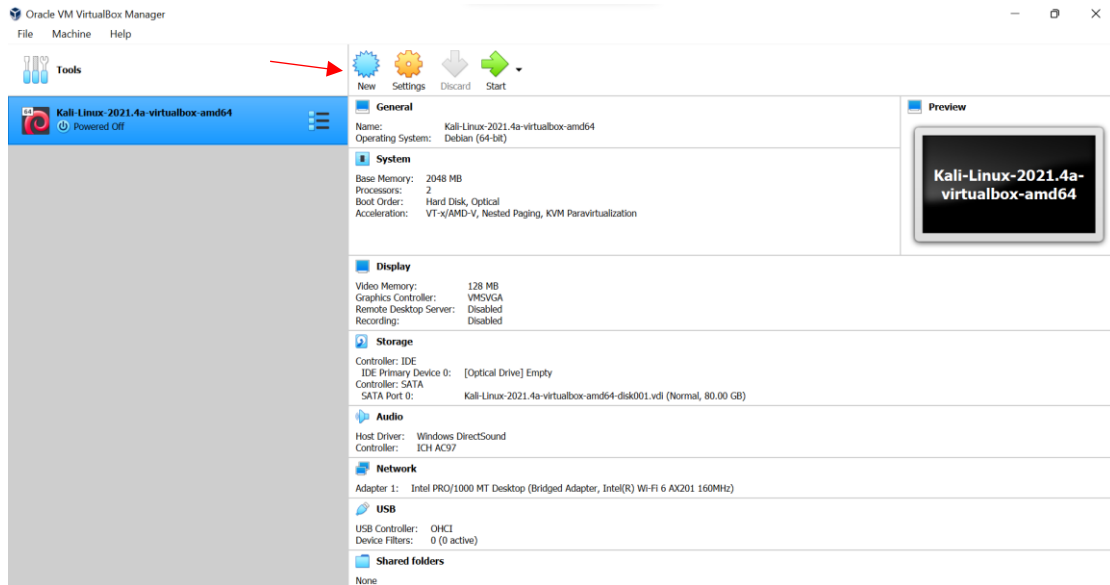 Oracle VM VirtualBox Manager
File Machine Help
Tools
New Settings Discard Start
64 Kali-Linux-2021.4a-virtualbox-amd64
Powered Off
General
Name: Kali-Linux-2021.4a-virtualbox-amd64
Operating System: Debian (64-bit)
System
Base Memory: 2048 MB
Processors: 2
Boot Order: Hard Disk, Optical
Acceleration: VT-x/AMD-V, Nested Paging, KVM Paravirtualization
Preview
Kali-Linux-2021.4a-
virtualbox-amd64
Display
Video Memory: 128 MB
Graphics Controller: VMSVGA
Remote Desktop Server: Disabled
Recording: Disabled
Storage
Controller: IDE
IDE Primary Device 0: [Optical Drive] Empty
Controller: SATA
SATA Port 0: Kali-Linux-2021.4a-virtualbox-amd64-disk001.vdi (Normal, 80.00 GB)
Audio
Host Driver: Windows DirectSound
Controller: ICH AC97
Network
Adapter 1: Intel PRO/1000 MT Desktop (Bridged Adapter, Intel(R) Wi-Fi 6 AX201 160MHz)
USB
USB Controller: OHCI
Device Filters: 0 (0 active)
Shared folders
None